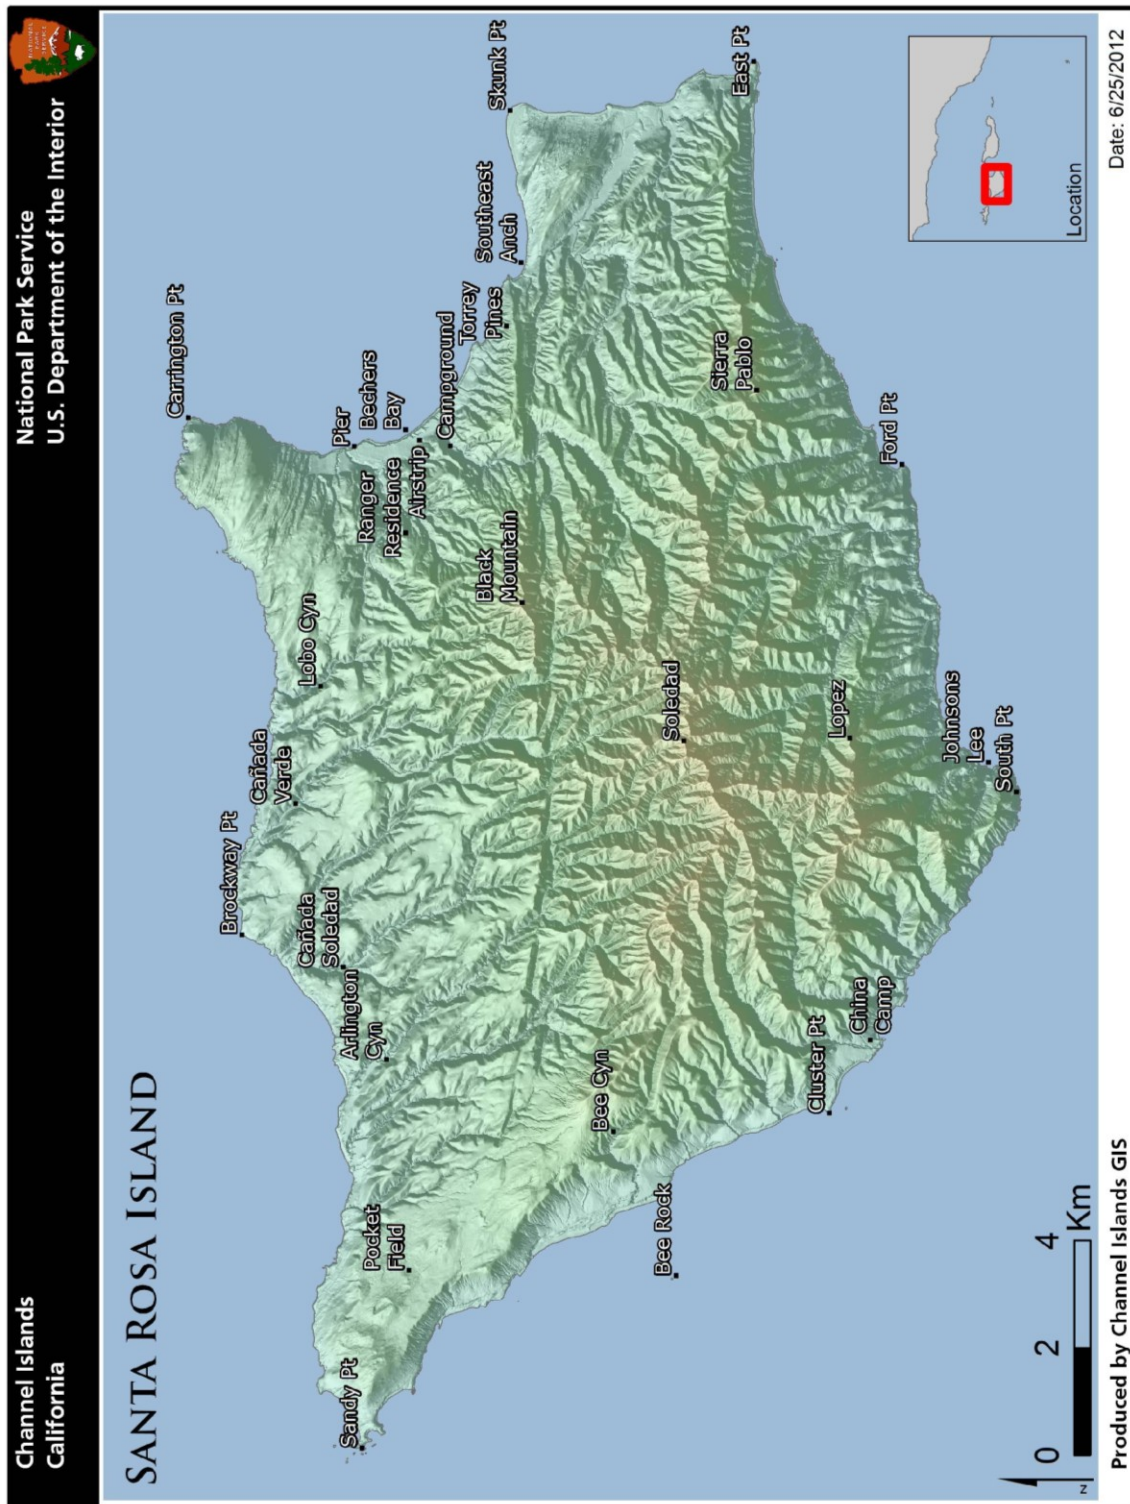 Channel Islands
California
National Park Service
U.S. Department of the Interior
SANTA ROSA ISLAND
Carrington Pt
Brockway Pt
Cañada
Verde
Lobo Cyn
Cañada
Soledad
Arlington
Cyn
Pier
Bechers
Bay
Ranger
Residence
Airstrip
Campground
Torrey
Pines
Southeast
Anch
Skunk Pt
Sandy Pt
Pocket
Field
Black
Mountain
Bee Cyn
Bee Rock
Soledad
Sierra
Pablo
East Pt
Cluster Pt
China
Camp
Lopez
Ford Pt
Johnsons
Lee
South Pt
Location
0 2 4
Km
N
Produced by Channel Islands GIS
Date: 6/25/2012